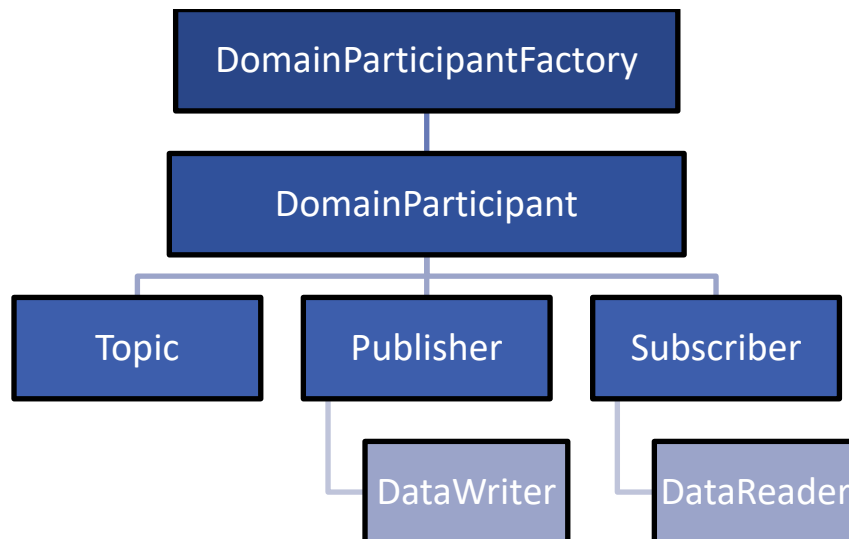 DomainParticipantFactory
DomainParticipant
Topic
Publisher
Subscriber
DataWriter
DataReader